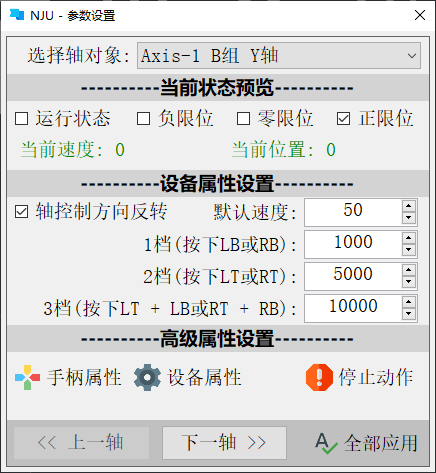 NJU - 参数设置
选择轴对象: Axis-1 B组 Y轴
----------当前状态预览----------
运行状态 负限位 零限位 正限位
当前速度: 0 当前位置: 0
----------设备属性设置----------
轴控制方向反转 默认速度: 50
1档(按下LB或RB): 1000
2档(按下LT或RT): 5000
3档(按下LT + LB或RT + RB): 10000
----------高级属性设置----------
手柄属性 设备属性 停止动作
<< 上一轴 下一轴 >> 全部应用